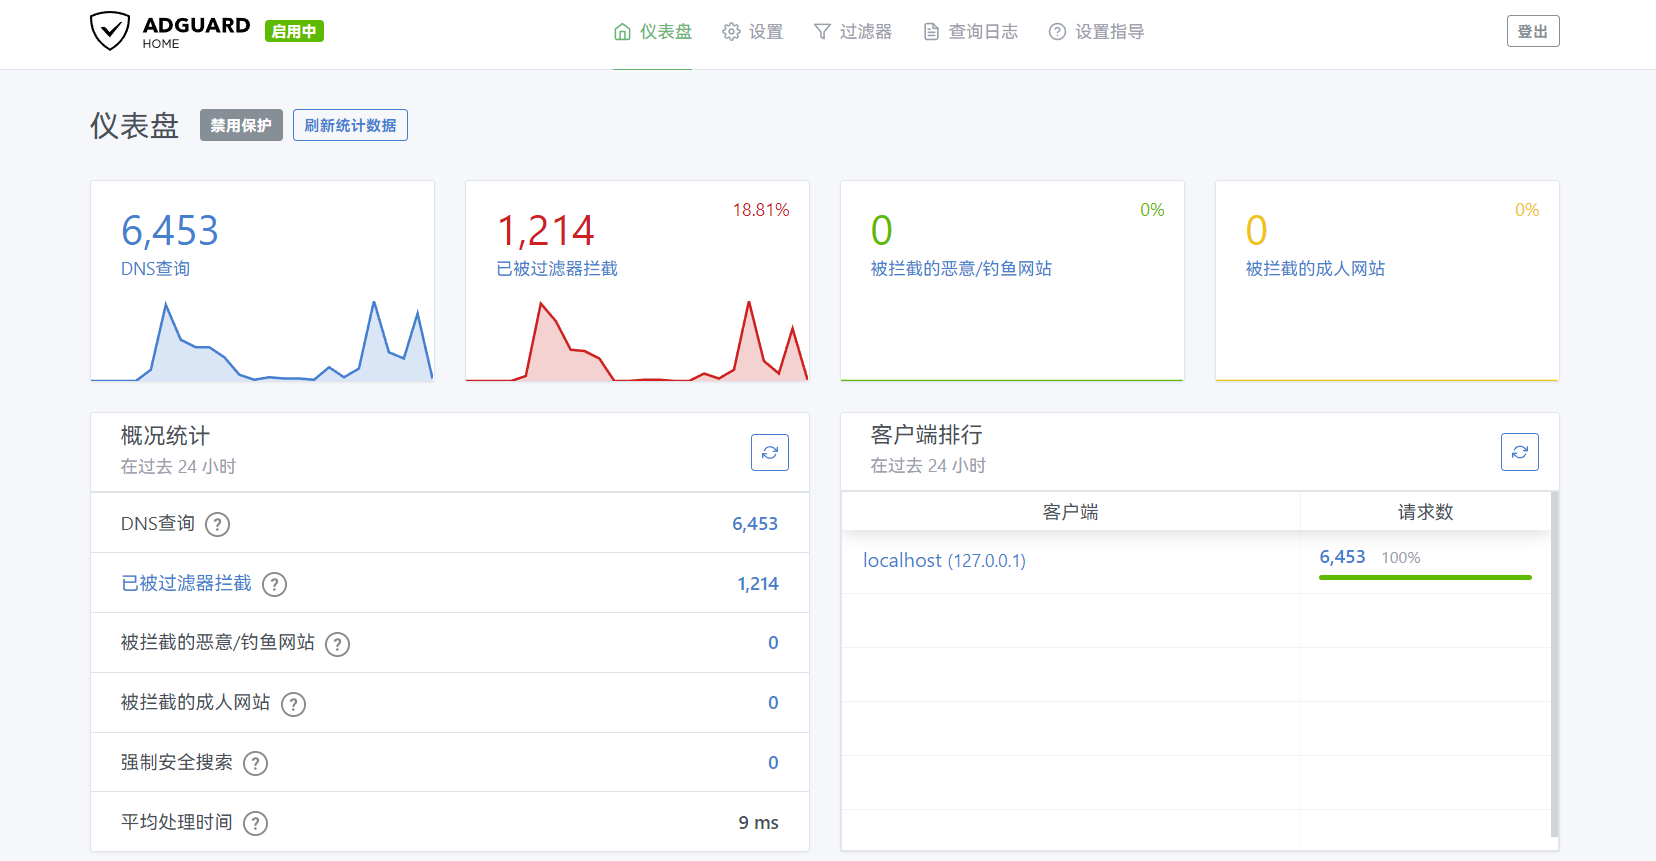 ADGUARD
HOME
启用中
仪表盘
设置
过滤器
查询日志
设置指导
登出
仪表盘
禁用保护
刷新统计数据
6,453
DNS查询
1,214
18.81%
已被过滤器拦截
0
0%
被拦截的恶意/钓鱼网站
0
0%
被拦截的成人网站
概况统计
在过去 24 小时
DNS查询 ?
6,453
已被过滤器拦截 ?
1,214
被拦截的恶意/钓鱼网站 ?
0
被拦截的成人网站 ?
0
强制安全搜索 ?
0
平均处理时间 ?
9 ms
客户端排行
在过去 24 小时
客户端
请求数
localhost (127.0.0.1)
6,453 100%